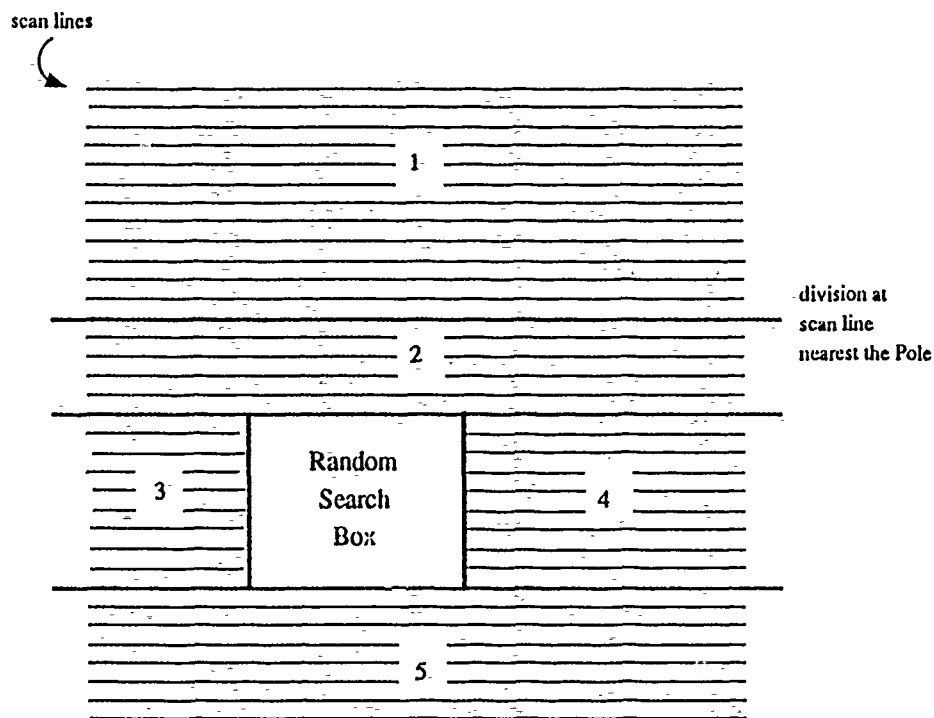 scan lines
1
division at
scan line
nearest the Pole
2
Random
Search
Box
3
4
5